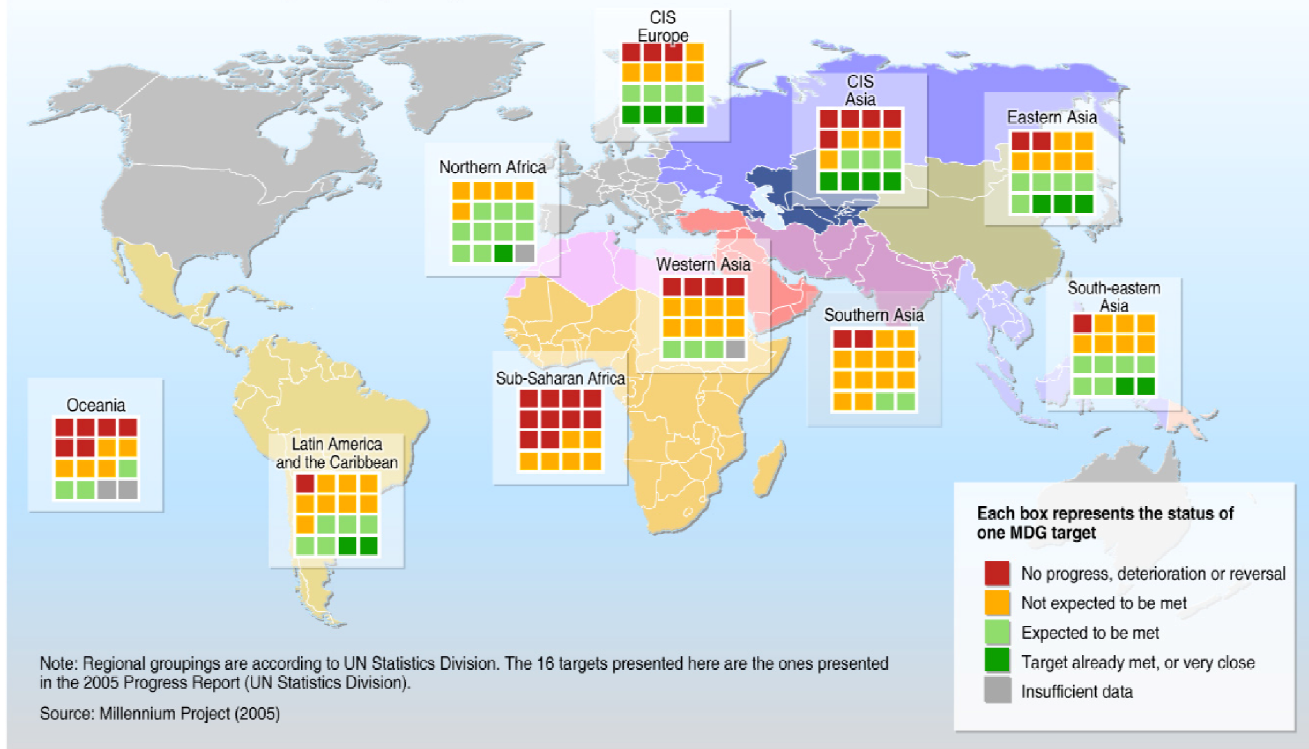 CIS
Europe
CIS
Asia
Eastern Asia
Northern Africa
Western Asia
South-eastern
Asia
Southern Asia
Sub-Saharan Africa
Oceania
Latin America
and the Caribbean
Each box represents the status of
one MDG target
No progress, deterioration or reversal
Not expected to be met
Expected to be met
Target already met, or very close
Insufficient data
Note: Regional groupings are according to UN Statistics Division. The 16 targets presented here are the ones presented
in the 2005 Progress Report (UN Statistics Division).
Source: Millennium Project (2005)